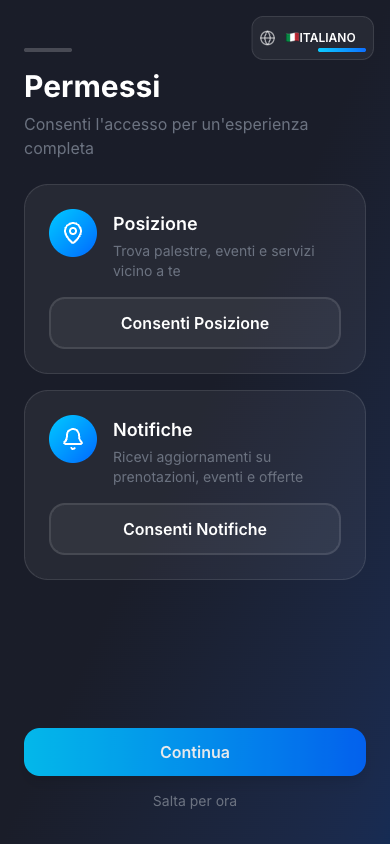 🇮🇹ITALIANO
Permessi
Consenti l'accesso per un'esperienza
completa
Posizione
Trova palestre, eventi e servizi
vicino a te
Consenti Posizione
Notifiche
Ricevi aggiornamenti su
prenotazioni, eventi e offerte
Consenti Notifiche
Continua
Salta per ora